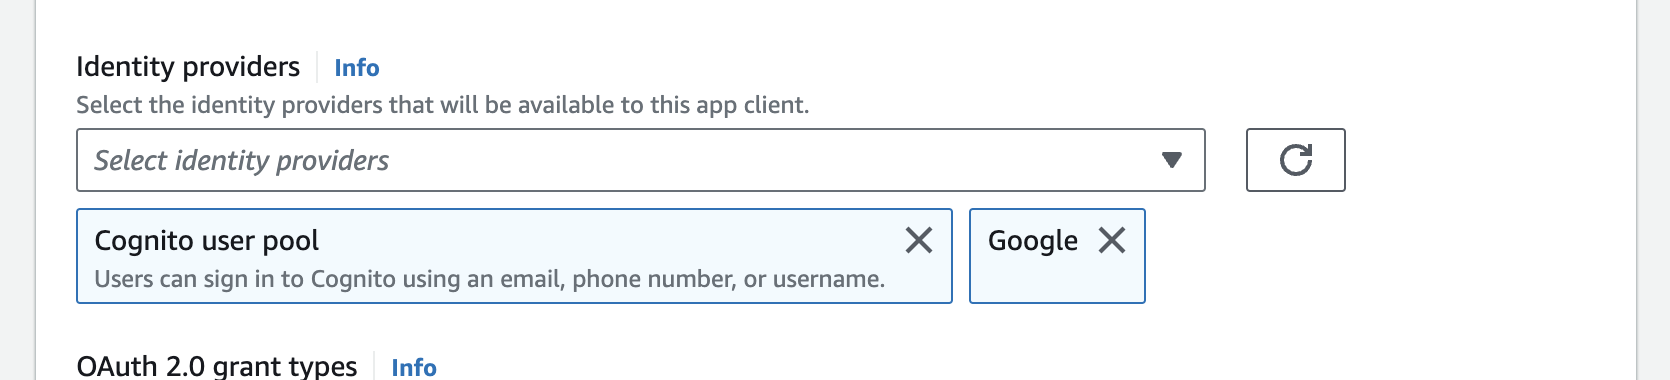 Identity providers Info
Select the identity providers that will be available to this app client.
Select identity providers
Cognito user pool
Users can sign in to Cognito using an email, phone number, or username.
Google
OAuth 2.0 grant types Info